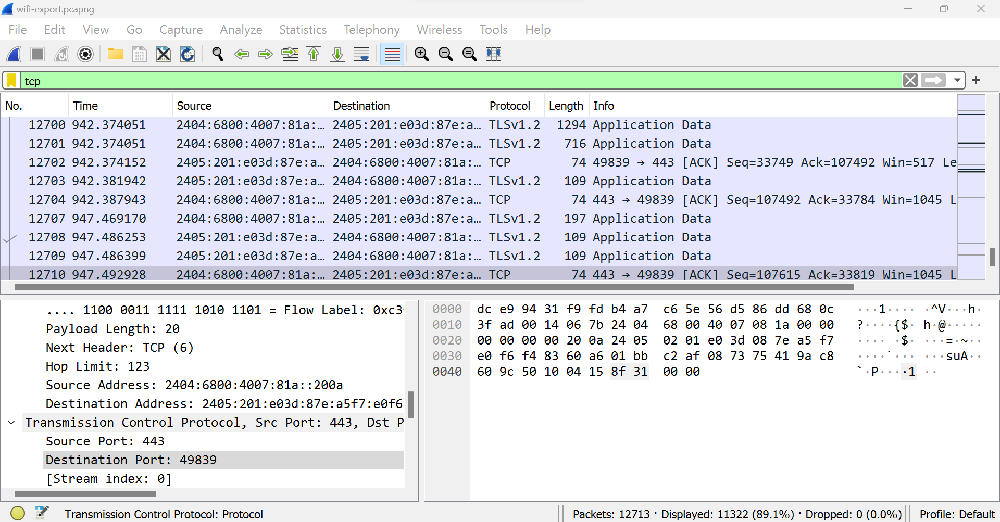 wifi-export.pcapng
File Edit View Go Capture Analyze Statistics Telephony Wireless Tools Help
tcp
No. Time Source Destination Protocol Length Info
12700 942.374051 2404:6800:4007:81a:… 2405:201:e03d:87e:a… TLSv1.2 1294 Application Data
12701 942.374051 2404:6800:4007:81a:… 2405:201:e03d:87e:a… TLSv1.2 716 Application Data
12702 942.374152 2405:201:e03d:87e:a… 2404:6800:4007:81a:… TCP 74 49839 → 443 [ACK] Seq=33749 Ack=107492 Win=517 Le
12703 942.381942 2405:201:e03d:87e:a… 2404:6800:4007:81a:… TLSv1.2 109 Application Data
12704 942.387943 2404:6800:4007:81a:… 2405:201:e03d:87e:a… TCP 74 443 → 49839 [ACK] Seq=107492 Ack=33784 Win=1045 L
12707 947.469170 2404:6800:4007:81a:… 2405:201:e03d:87e:a… TLSv1.2 197 Application Data
12708 947.486253 2405:201:e03d:87e:a… 2404:6800:4007:81a:… TLSv1.2 109 Application Data
12709 947.486399 2405:201:e03d:87e:a… 2404:6800:4007:81a:… TLSv1.2 109 Application Data
12710 947.492928 2404:6800:4007:81a:… 2405:201:e03d:87e:a… TCP 74 443 → 49839 [ACK] Seq=107615 Ack=33819 Win=1045 L
.... 1100 0011 1111 1010 1101 = Flow Label: 0xc3
Payload Length: 20
Next Header: TCP (6)
Hop Limit: 123
Source Address: 2404:6800:4007:81a::200a
Destination Address: 2405:201:e03d:87e:a5f7:e0f6
Transmission Control Protocol, Src Port: 443, Dst P
Source Port: 443
Destination Port: 49839
[Stream index: 0]
0000 dc e9 94 31 f9 fd b4 a7 c6 5e 56 d5 86 dd 68 0c ···1···· ·^V···h·
0010 3f ad 00 14 06 7b 24 04 68 00 40 07 08 1a 00 00 ?····{$· h·@·····
0020 00 00 00 00 20 0a 24 05 02 01 e0 3d 08 7e a5 f7 ···· ·$· ···=·~··
0030 e0 f6 f4 83 60 a6 01 bb c2 af 08 73 75 41 9a c8 ····`··· ···suA··
0040 60 9c 50 10 04 15 8f 31 00 00 `·P····1 ··
Transmission Control Protocol: Protocol
Packets: 12713 · Displayed: 11322 (89.1%) · Dropped: 0 (0.0%)
Profile: Default